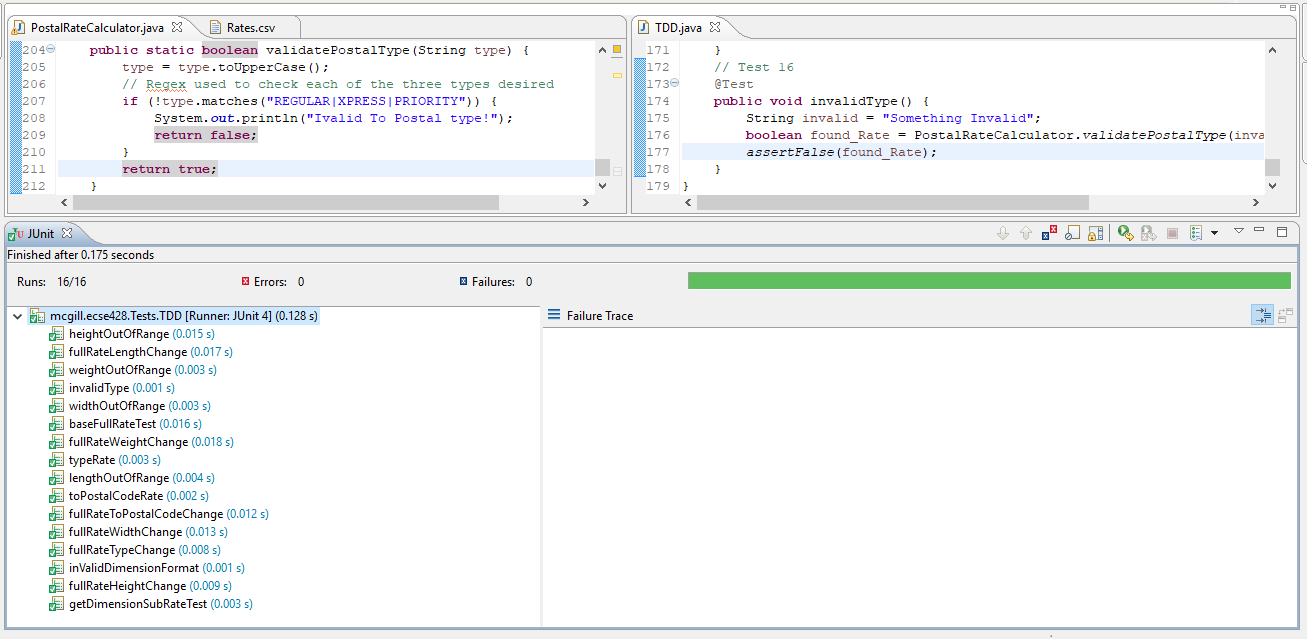 PostalRateCalculator.java
Rates.csv
204 public static boolean validatePostalType(String type) {
205 type = type.toUpperCase();
206 // Regex used to check each of the three types desired
207 if (!type.matches("REGULAR|XPRESS|PRIORITY")) {
208 System.out.println("Ivalid To Postal type!");
209 return false;
210 }
211 return true;
212 }
TDD.java
171 }
172 // Test 16
173 @Test
174 public void invalidType() {
175 String invalid = "Something Invalid";
176 boolean found_Rate = PostalRateCalculator.validatePostalType(inva
177 assertFalse(found_Rate);
178 }
179 }
JUnit
Finished after 0.175 seconds
Runs: 16/16 Errors: 0 Failures: 0
mcgill.ecse428.Tests.TDD [Runner: JUnit 4] (0.128 s)
heightOutOfRange (0.015 s)
fullRateLengthChange (0.017 s)
weightOutOfRange (0.003 s)
invalidType (0.001 s)
widthOutOfRange (0.003 s)
baseFullRateTest (0.016 s)
fullRateWeightChange (0.018 s)
typeRate (0.003 s)
lengthOutOfRange (0.004 s)
toPostalCodeRate (0.002 s)
fullRateToPostalCodeChange (0.012 s)
fullRateWidthChange (0.013 s)
fullRateTypeChange (0.008 s)
inValidDimensionFormat (0.001 s)
fullRateHeightChange (0.009 s)
getDimensionSubRateTest (0.003 s)
Failure Trace